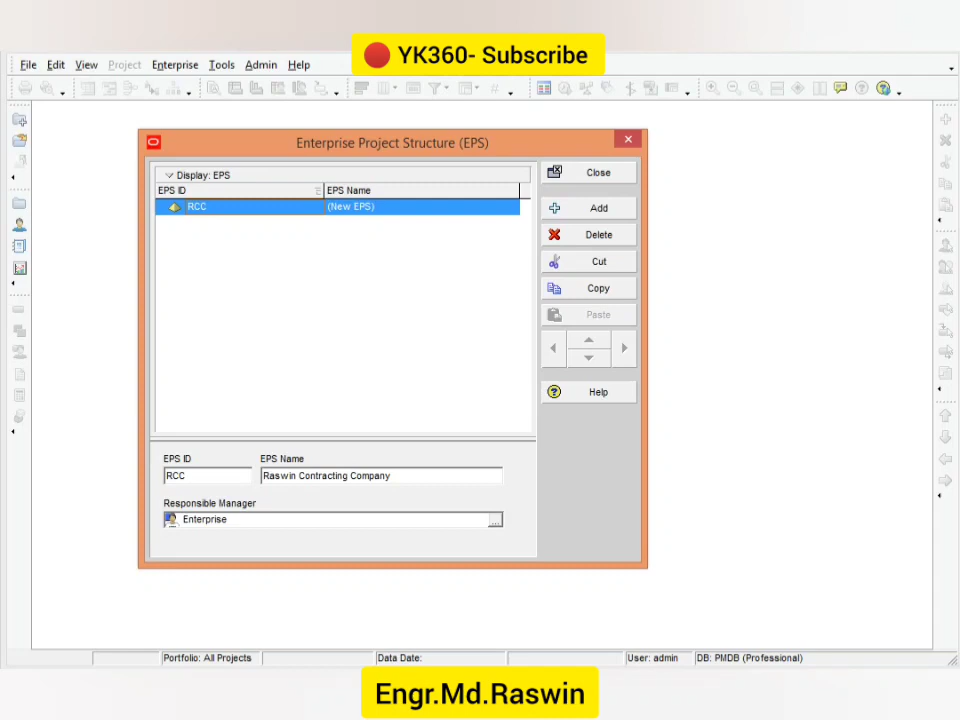 YK360- Subscribe
File Edit View Project Enterprise Tools Admin Help
Enterprise Project Structure (EPS)
Display: EPS
EPS ID EPS Name
RCC (New EPS)
Close
Add
Delete
Cut
Copy
Paste
Help
EPS ID EPS Name
RCC Raswin Contracting Company
Responsible Manager
Enterprise ...
Portfolio: All Projects Data Date: User: admin DB: PMDB (Professional)
Engr.Md.Raswin